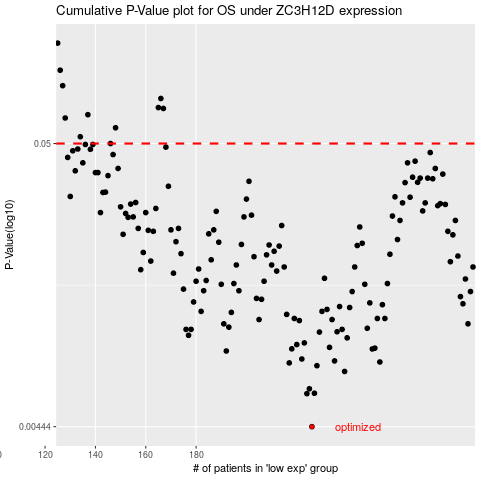 Cumulative P-Value plot for OS under ZC3H12D expression
P-Value(log10)
0.05
0.00444
optimized
0 120 140 160 180
# of patients in 'low exp' group